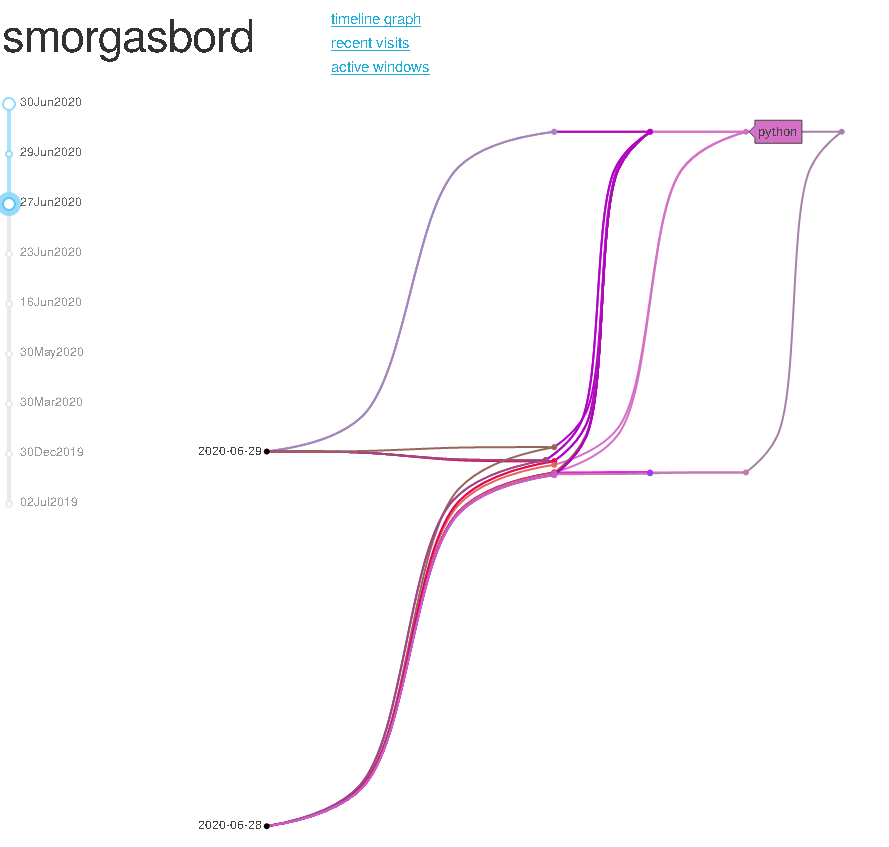 smorgasbord
timeline graph
recent visits
active windows
30Jun2020
29Jun2020
27Jun2020
23Jun2020
16Jun2020
30May2020
30Mar2020
30Dec2019
02Jul2019
python
2020-06-29
2020-06-28